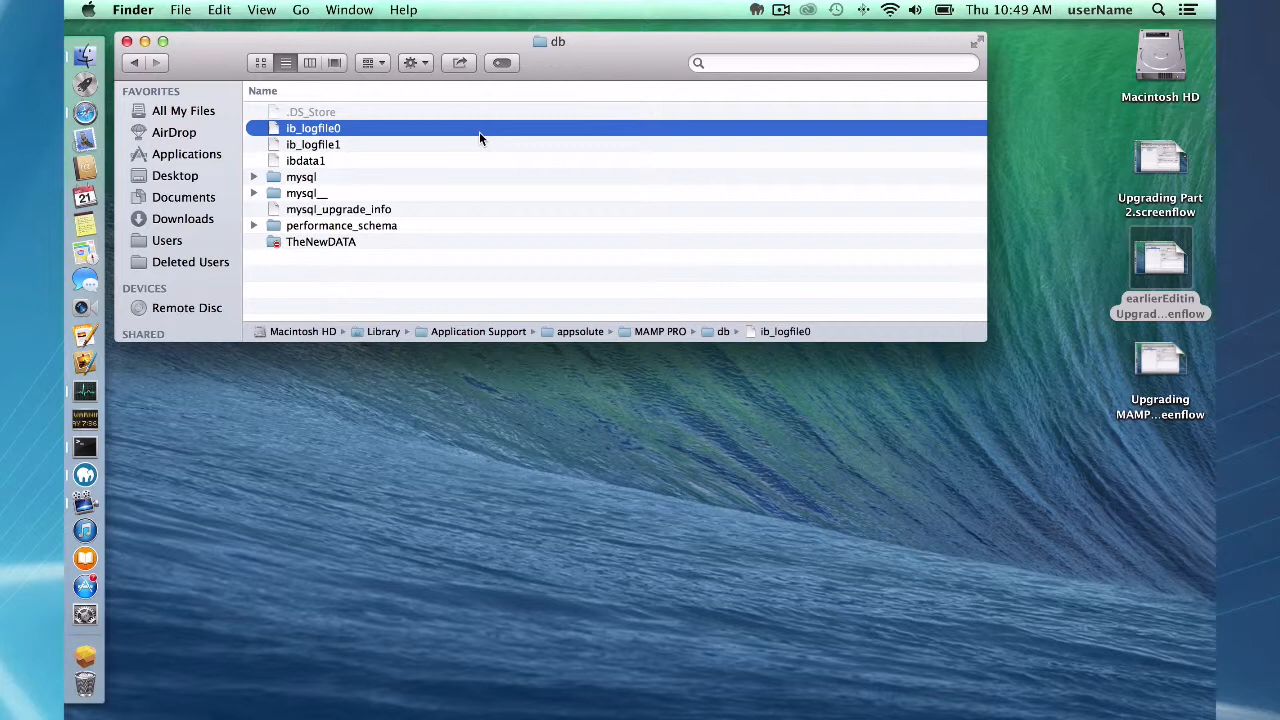 Finder File Edit View Go Window Help Thu 10:49 AM userName
db
FAVORITES
All My Files
AirDrop
Applications
Desktop
Documents
Downloads
Users
Deleted Users
DEVICES
Remote Disc
SHARED
Name
.DS_Store
ib_logfile0
ib_logfile1
ibdata1
mysql
mysql__
mysql_upgrade_info
performance_schema
TheNewDATA
Macintosh HD Library Application Support appsolute MAMP PRO db ib_logfile0
Macintosh HD
Upgrading Part
2.screenflow
earlierEditin
Upgrad...enflow
Upgrading
MAMP...eenflow
21